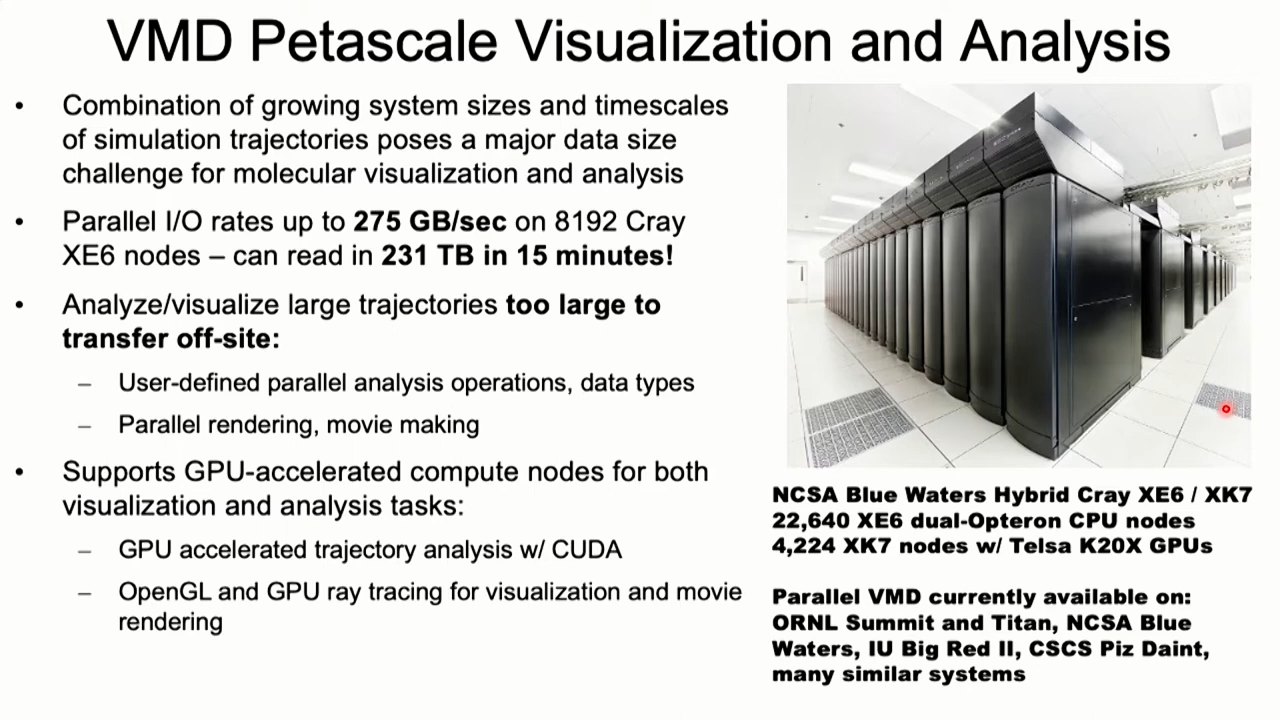 VMD Petascale Visualization and Analysis
• Combination of growing system sizes and timescales
of simulation trajectories poses a major data size
challenge for molecular visualization and analysis
• Parallel I/O rates up to 275 GB/sec on 8192 Cray
XE6 nodes – can read in 231 TB in 15 minutes!
• Analyze/visualize large trajectories too large to
transfer off-site:
– User-defined parallel analysis operations, data types
– Parallel rendering, movie making
• Supports GPU-accelerated compute nodes for both
visualization and analysis tasks:
– GPU accelerated trajectory analysis w/ CUDA
– OpenGL and GPU ray tracing for visualization and movie
rendering
NCSA Blue Waters Hybrid Cray XE6 / XK7
22,640 XE6 dual-Opteron CPU nodes
4,224 XK7 nodes w/ Telsa K20X GPUs
Parallel VMD currently available on:
ORNL Summit and Titan, NCSA Blue
Waters, IU Big Red II, CSCS Piz Daint,
many similar systems